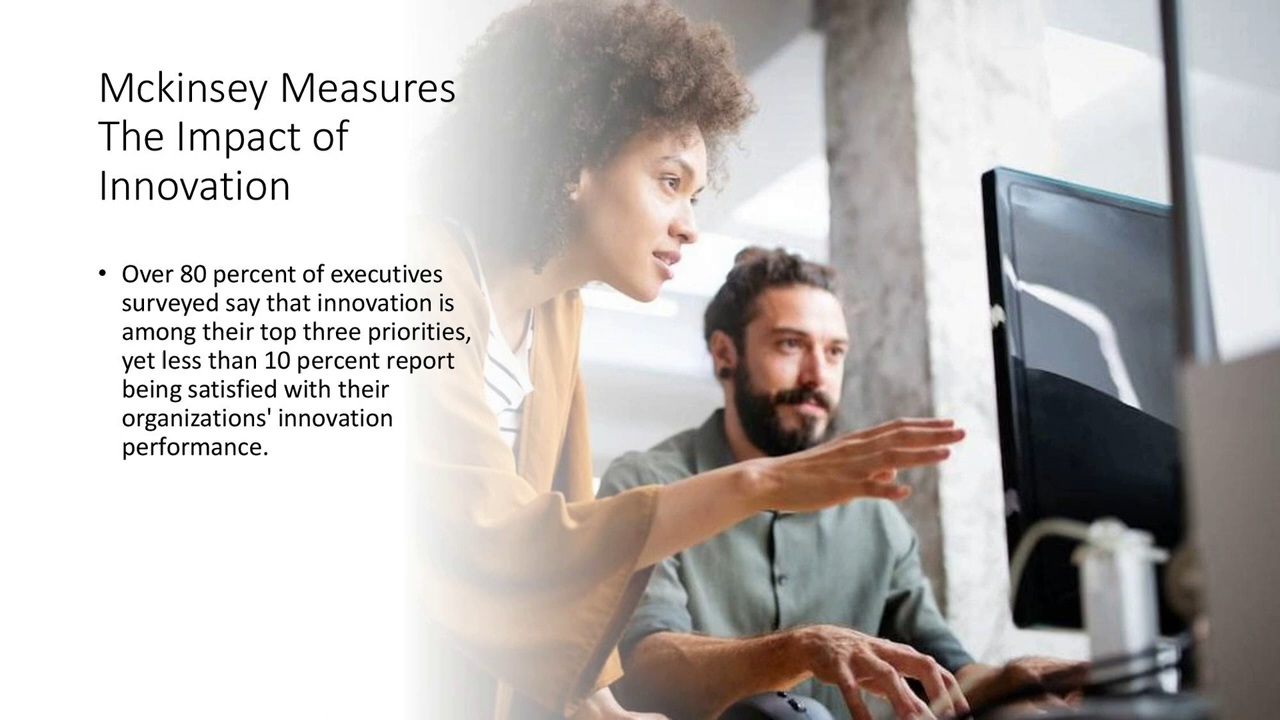 Mckinsey Measures
The Impact of
Innovation
• Over 80 percent of executives
surveyed say that innovation is
among their top three priorities,
yet less than 10 percent report
being satisfied with their
organizations' innovation
performance.